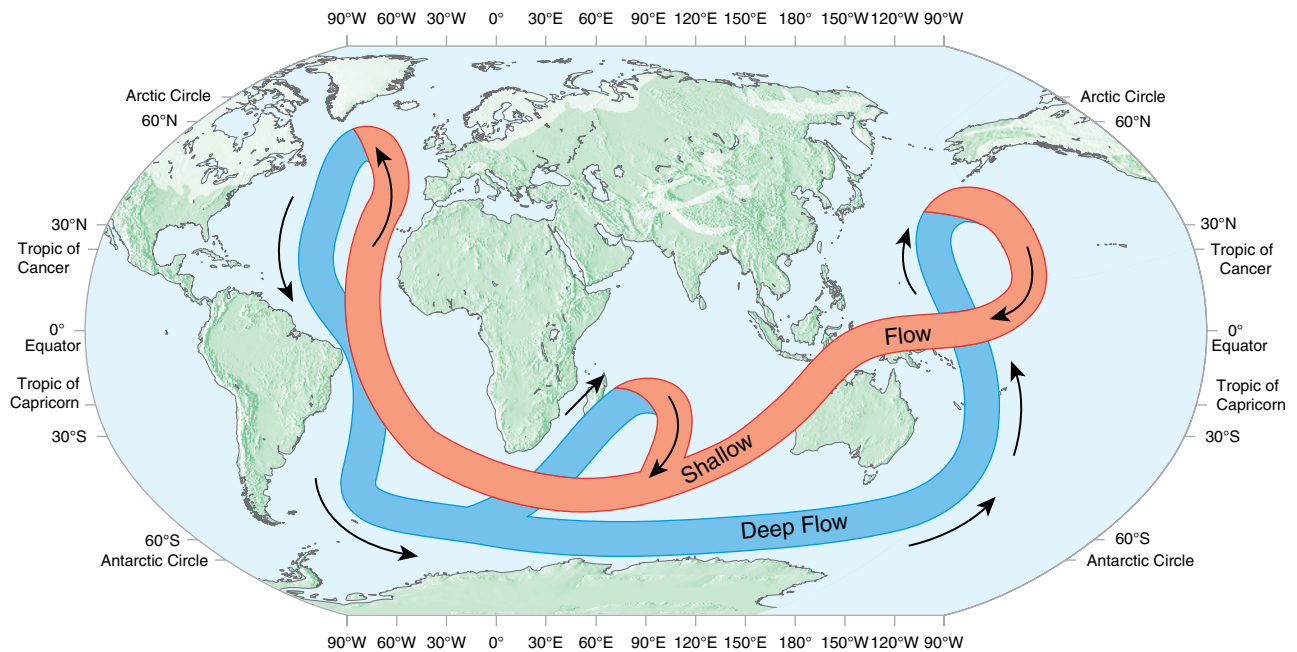 90°W 60°W 30°W 0° 30°E 60°E 90°E 120°E 150°E 180° 150°W 120°W 90°W
Arctic Circle
60°N
30°N
Tropic of
Cancer
0°
Equator
Tropic of
Capricorn
30°S
60°S
Antarctic Circle
Flow
Shallow
Deep Flow
Arctic Circle
60°N
30°N
Tropic of
Cancer
0°
Equator
Tropic of
Capricorn
30°S
60°S
Antarctic Circle
90°W 60°W 30°W 0° 30°E 60°E 90°E 120°E 150°E 180° 150°W 120°W 90°W